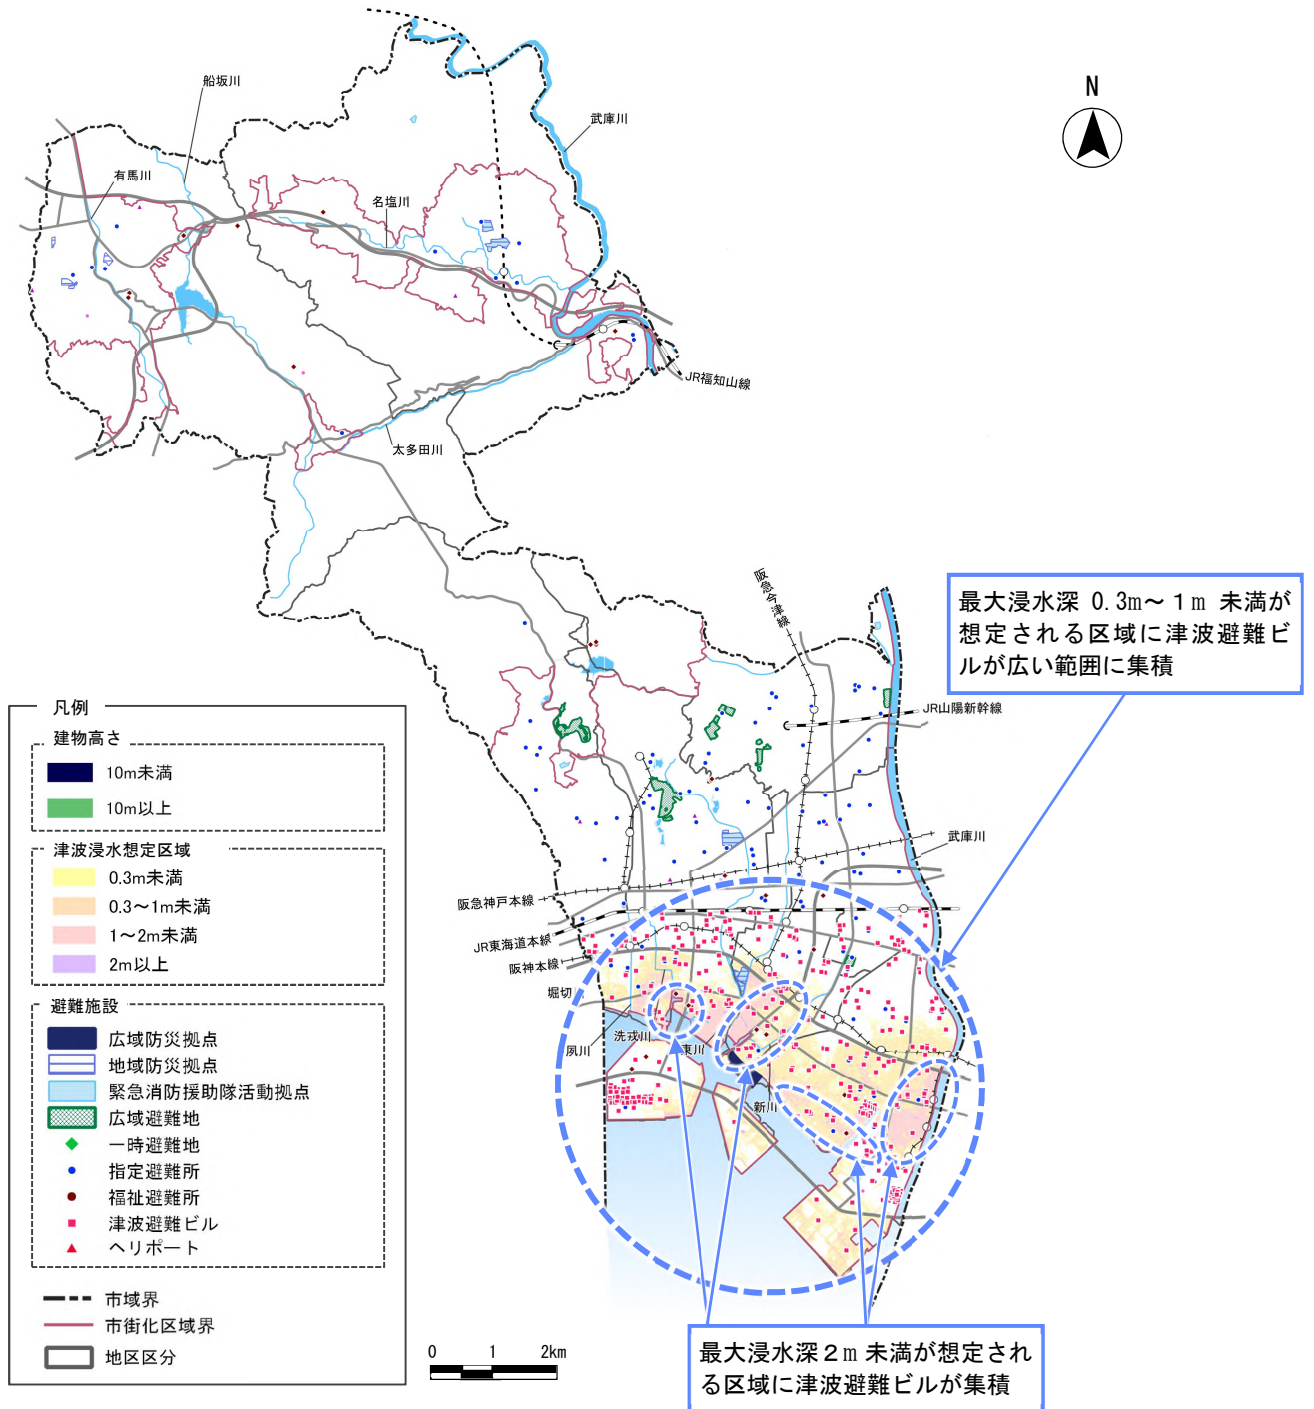 船坂川
N
武庫川
有馬川
名塩川
JR福知山線
太多田川
阪急今津線
最大浸水深 0.3m～1m 未満が
想定される区域に津波避難ビ
ルが広い範囲に集積
JR山陽新幹線
武庫川
阪急神戸本線
JR東海道本線
阪神本線
堀切
洗戎川
夙川
東川
新川
凡例
建物高さ
10m未満
10m以上
津波浸水想定区域
0.3m未満
0.3～1m未満
1～2m未満
2m以上
避難施設
広域防災拠点
地域防災拠点
緊急消防援助隊活動拠点
広域避難地
一時避難地
指定避難所
福祉避難所
津波避難ビル
ヘリポート
市域界
市街化区域界
地区区分
0 1 2km
最大浸水深2m 未満が想定され
る区域に津波避難ビルが集積